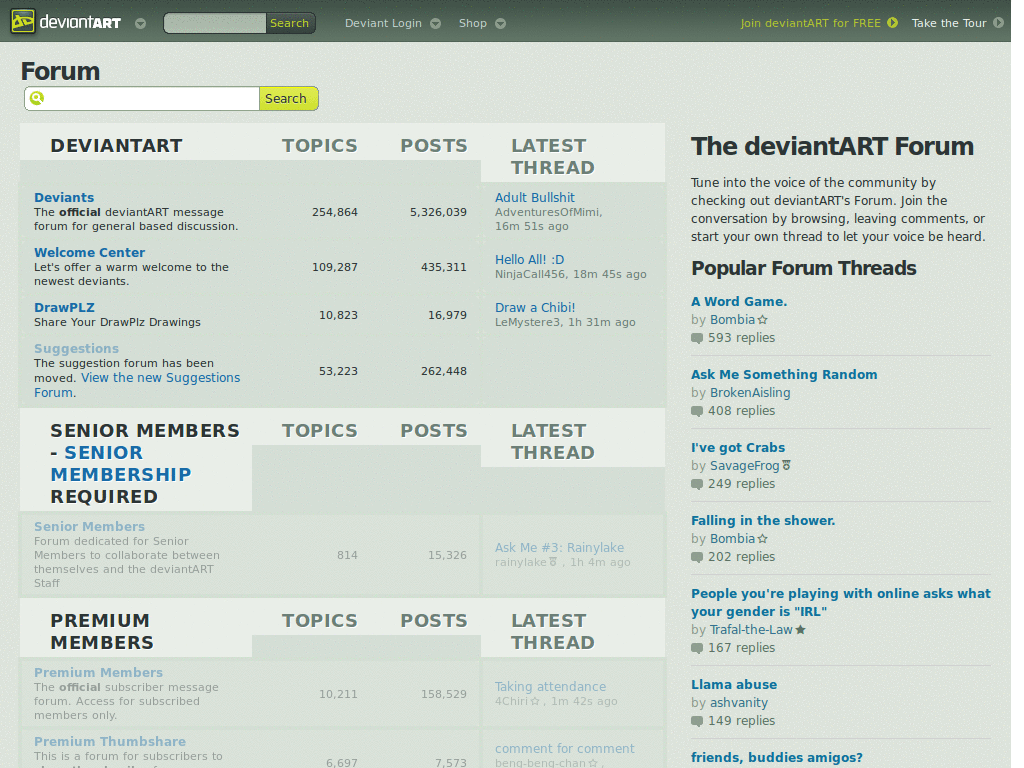 deviantART Search Deviant Login Shop Join deviantART for FREE Take the Tour
Forum
Search
DEVIANTART TOPICS POSTS LATEST
THREAD
Deviants
The official deviantART message
forum for general based discussion.
254,864 5,326,039
Adult Bullshit
AdventuresOfMimi,
16m 51s ago
Welcome Center
Let's offer a warm welcome to the
newest deviants.
109,287 435,311
Hello All! :D
NinjaCall456, 18m 45s ago
DrawPLZ
Share Your DrawPlz Drawings
10,823 16,979
Draw a Chibi!
LeMystere3, 1h 31m ago
Suggestions
The suggestion forum has been
moved. View the new Suggestions
Forum.
53,223 262,448
SENIOR MEMBERS
- SENIOR
MEMBERSHIP
REQUIRED
TOPICS POSTS LATEST
THREAD
Senior Members
Forum dedicated for Senior
Members to collaborate between
themselves and the deviantART
Staff
814 15,326
Ask Me #3: Rainylake
rainylake , 1h 4m ago
PREMIUM
MEMBERS
TOPICS POSTS LATEST
THREAD
Premium Members
The official subscriber message
forum. Access for subscribed
members only.
10,211 158,529
Taking attendance
4Chiri , 1m 42s ago
Premium Thumbshare
This is a forum for subscribers to
6,697 7,573
comment for comment
beng-beng-chan ,
The deviantART Forum
Tune into the voice of the community by
checking out deviantART's Forum. Join the
conversation by browsing, leaving comments, or
start your own thread to let your voice be heard.
Popular Forum Threads
A Word Game.
by Bombia
593 replies
Ask Me Something Random
by BrokenAisling
408 replies
I've got Crabs
by SavageFrog
249 replies
Falling in the shower.
by Bombia
202 replies
People you're playing with online asks what
your gender is "IRL"
by Trafal-the-Law
167 replies
Llama abuse
by ashvanity
149 replies
friends, buddies amigos?